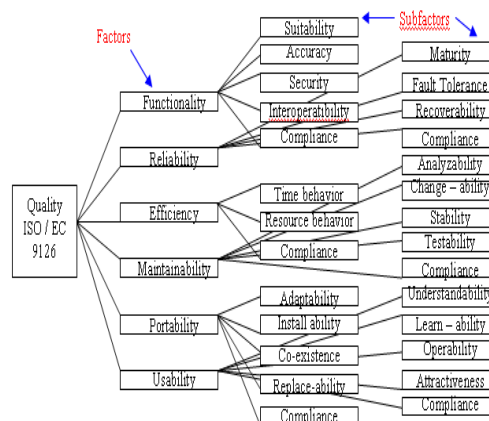 Factors
Subfactors
Quality
ISO / EC
9126
Functionality
Reliability
Efficiency
Maintainability
Portability
Usability
Suitability
Accuracy
Security
Interoperatibility
Compliance
Time behavior
Resource behavior
Compliance
Adaptability
Install ability
Co-existence
Replace-ability
Compliance
Maturity
Fault Tolerance
Recoverability
Compliance
Analyzability
Change – ability
Stability
Testability
Compliance
Understandability
Learn – ability
Operability
Attractiveness
Compliance